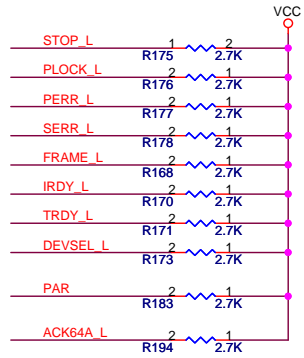 VCC
STOP_L 1 2
R175 2.7K
PLOCK_L 2 1
R176 2.7K
PERR_L 2 1
R177 2.7K
SERR_L 2 1
R178 2.7K
FRAME_L 2 1
R168 2.7K
IRDY_L 2 1
R170 2.7K
TRDY_L 2 1
R171 2.7K
DEVSEL_L 2 1
R173 2.7K
PAR 2 1
R183 2.7K
ACK64A_L 2 1
R194 2.7K